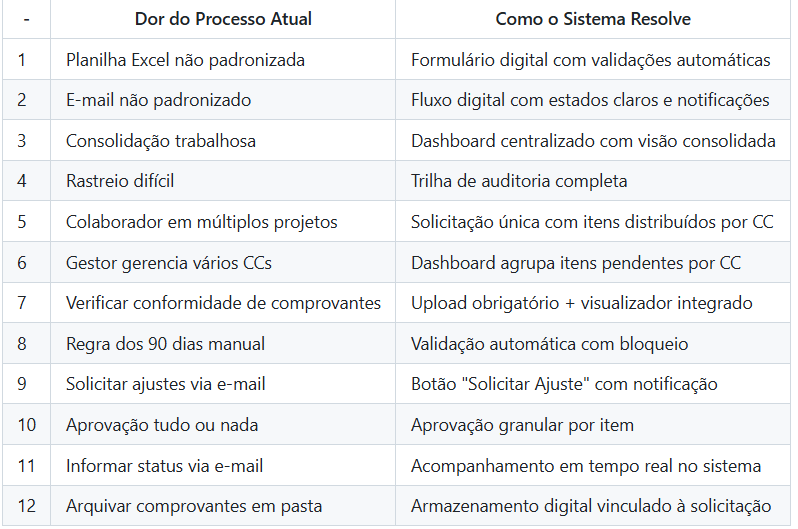 - Dor do Processo Atual Como o Sistema Resolve
1 Planilha Excel não padronizada Formulário digital com validações automáticas
2 E-mail não padronizado Fluxo digital com estados claros e notificações
3 Consolidação trabalhosa Dashboard centralizado com visão consolidada
4 Rastreio difícil Trilha de auditoria completa
5 Colaborador em múltiplos projetos Solicitação única com itens distribuídos por CC
6 Gestor gerencia vários CCs Dashboard agrupa itens pendentes por CC
7 Verificar conformidade de comprovantes Upload obrigatório + visualizador integrado
8 Regra dos 90 dias manual Validação automática com bloqueio
9 Solicitar ajustes via e-mail Botão "Solicitar Ajuste" com notificação
10 Aprovação tudo ou nada Aprovação granular por item
11 Informar status via e-mail Acompanhamento em tempo real no sistema
12 Arquivar comprovantes em pasta Armazenamento digital vinculado à solicitação